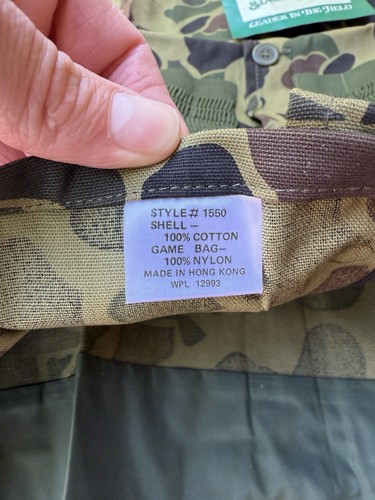 LEADER IN THE FIELD
STYLE# 1550
SHELL –
100% COTTON
GAME BAG–
100% NYLON
MADE IN HONG KONG
WPL 12993